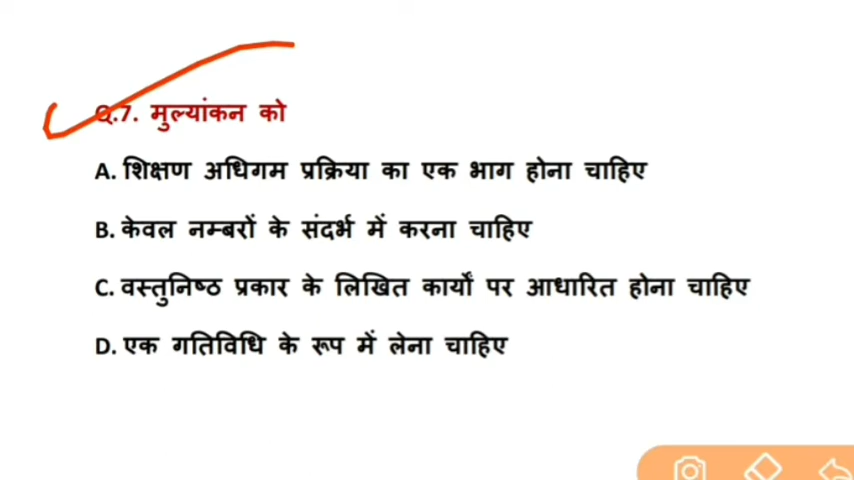 Q.7. मुल्यांकन को
A. शिक्षण अधिगम प्रक्रिया का एक भाग होना चाहिए
B. केवल नम्बरों के संदर्भ में करना चाहिए
C. वस्तुनिष्ठ प्रकार के लिखित कार्यों पर आधारित होना चाहिए
D. एक गतिविधि के रूप में लेना चाहिए